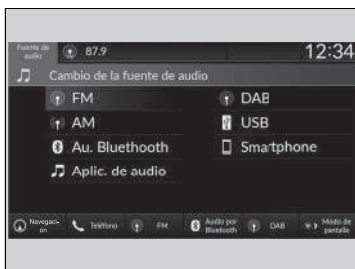 Fuente de
audio
87.9
12:34
Cambio de la fuente de audio
FM
DAB
AM
USB
Au. Bluethooth
Smartphone
Aplic. de audio
Navegaci-
ón
Teléfono
FM
Audio por
Bluetooth
DAB
Modo de
pantalla